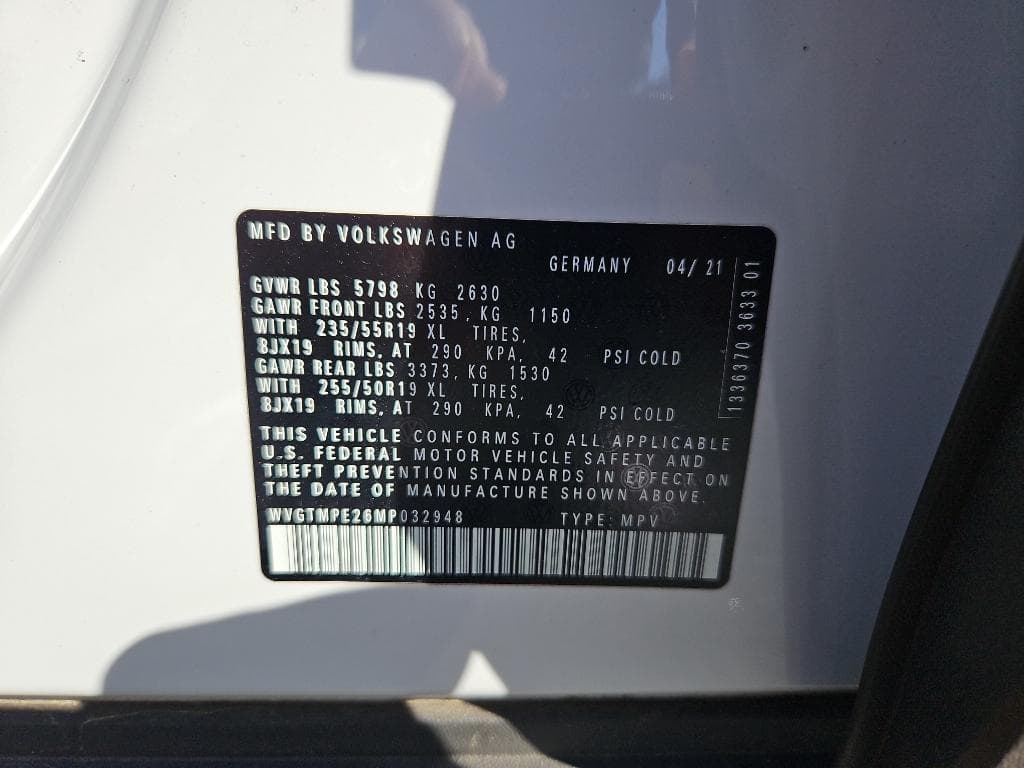 MFD BY VOLKSWAGEN AG
GERMANY 04/ 21
GVWR LBS 5798 KG 2630
GAWR FRONT LBS 2535, KG 1150
WITH 235/55R19 XL TIRES,
8JX19 RIMS, AT 290 KPA, 42 PSI COLD
GAWR REAR LBS 3373, KG 1530
WITH 255/50R19 XL TIRES,
8JX19 RIMS, AT 290 KPA, 42 PSI COLD
THIS VEHICLE CONFORMS TO ALL APPLICABLE
U.S. FEDERAL MOTOR VEHICLE SAFETY AND
THEFT PREVENTION STANDARDS IN EFFECT ON
THE DATE OF MANUFACTURE SHOWN ABOVE.
WVGTMPE26MP032948 TYPE: MPV
1336370 3633 01